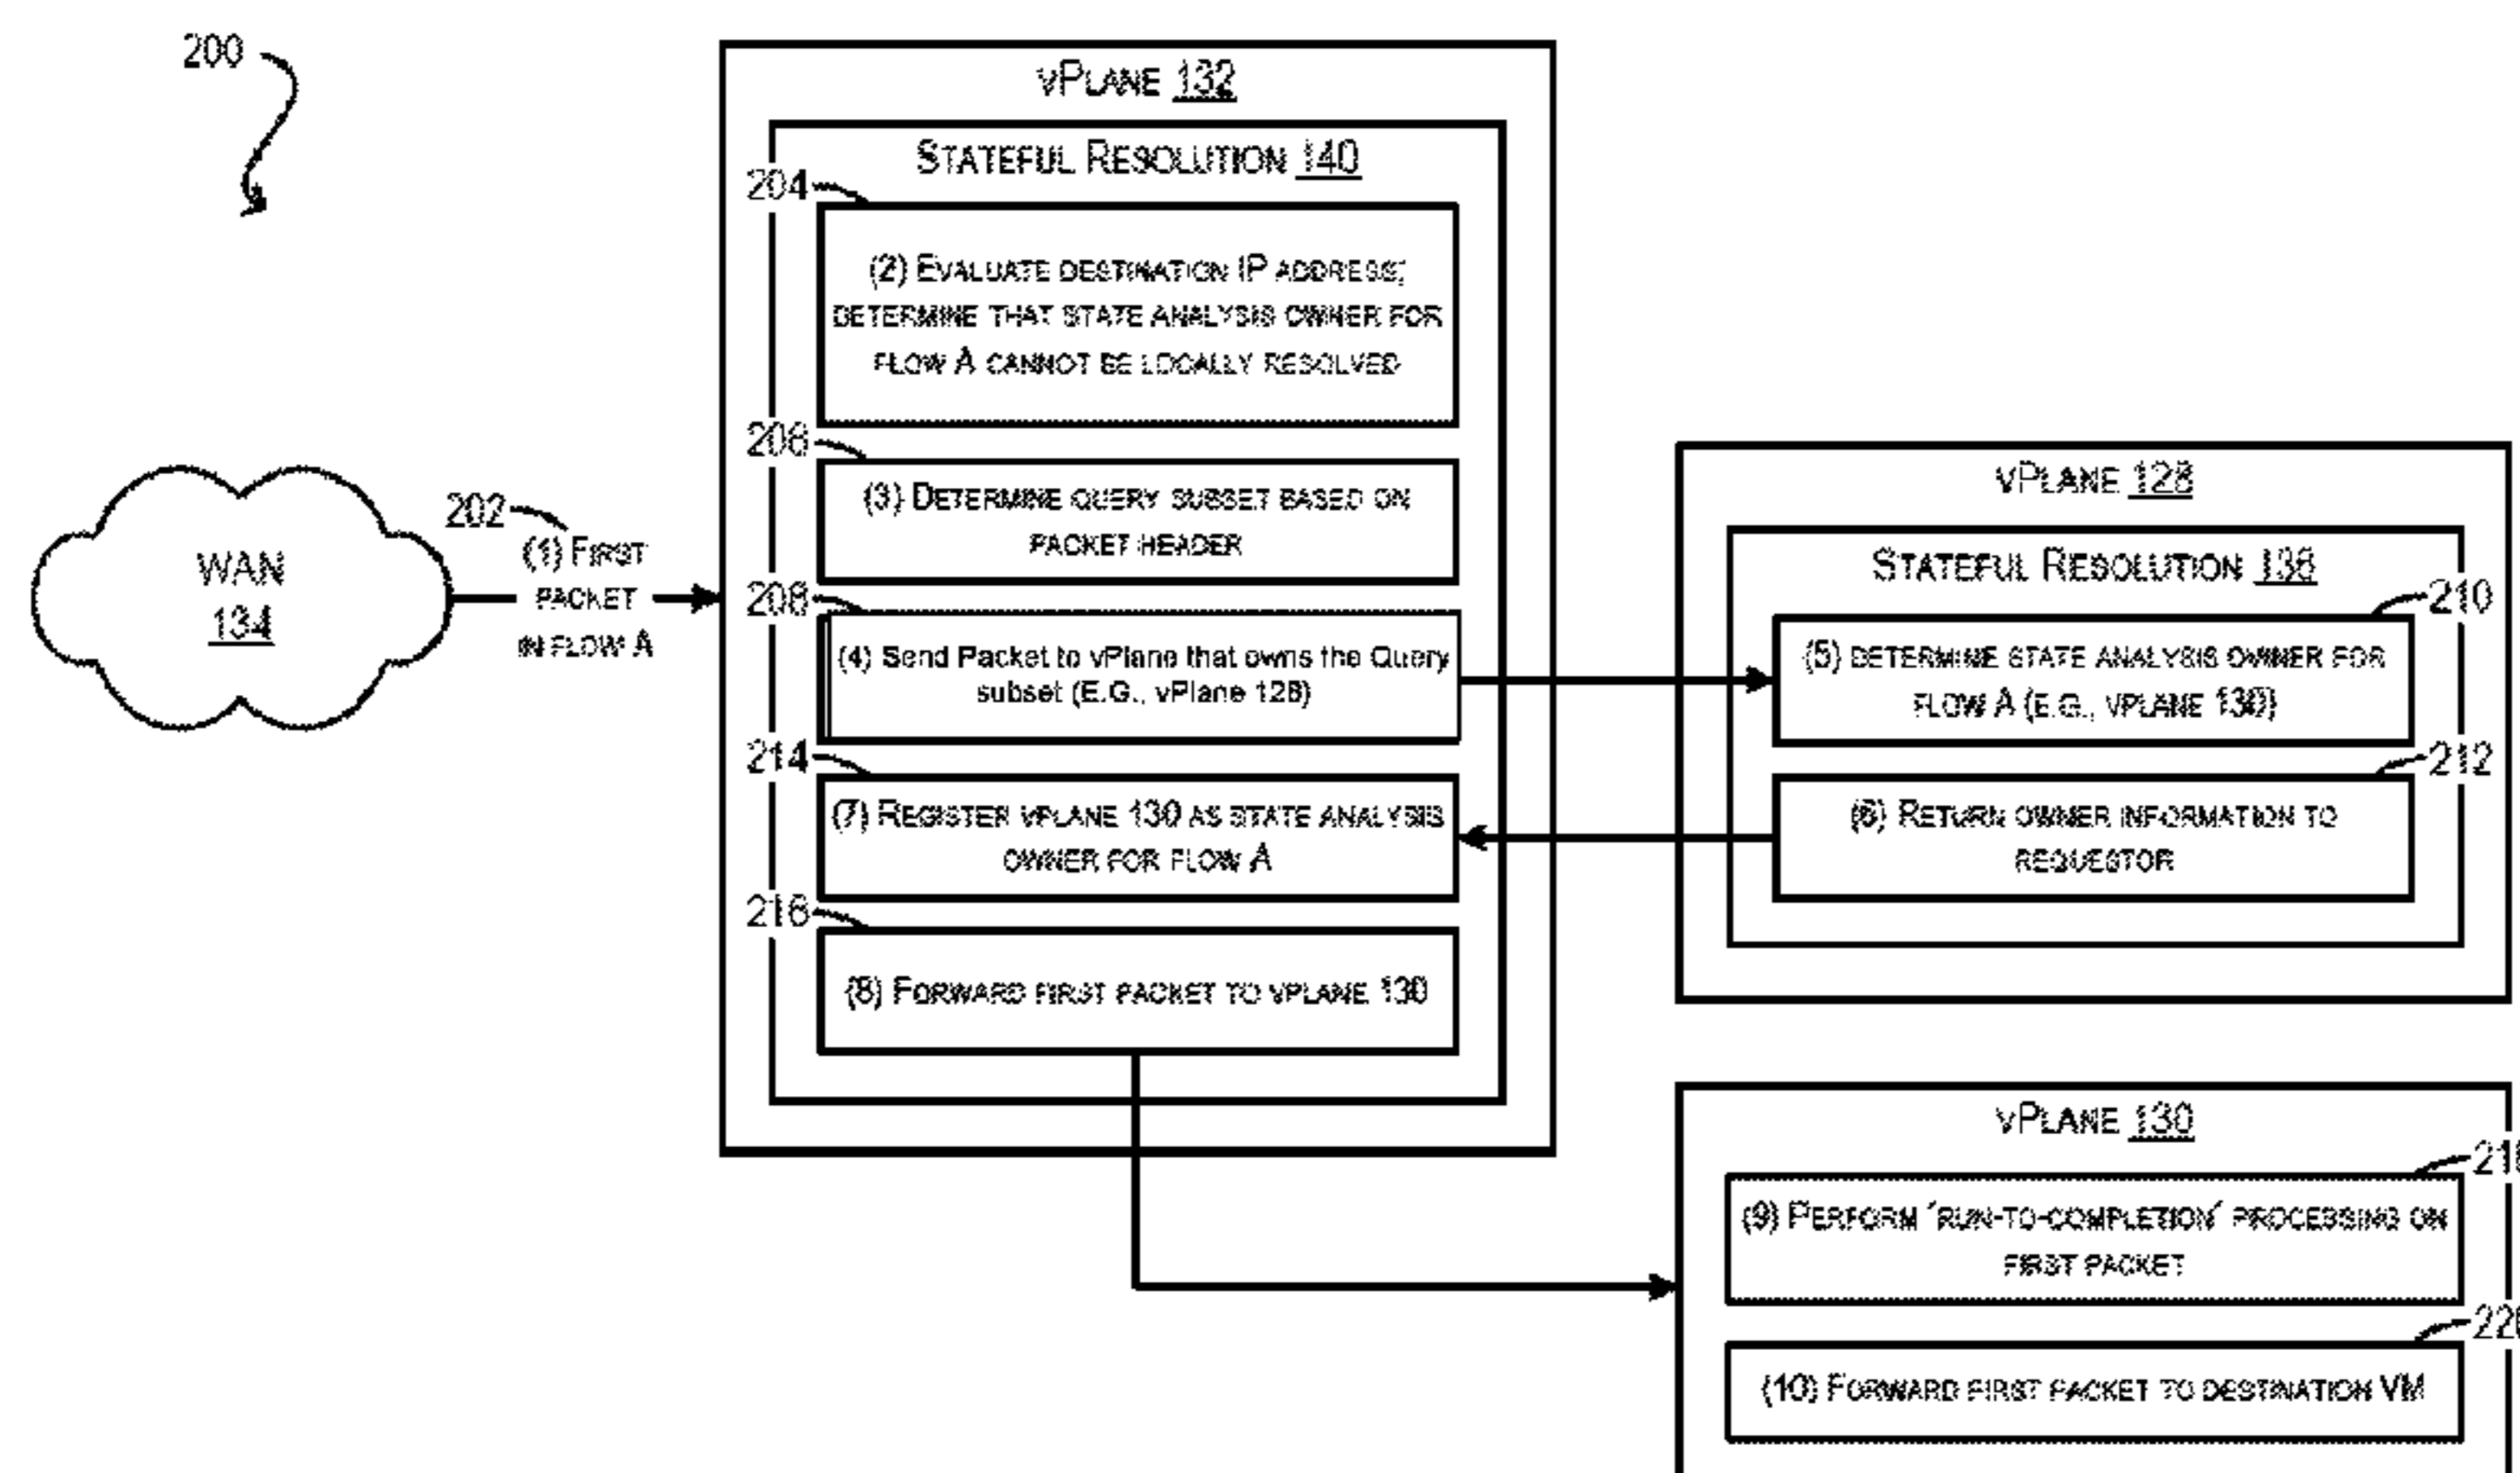 200
vPLANE 132
STATEFUL RESOLUTION 140
204
(2) EVALUATE DESTINATION IP ADDRESS;
DETERMINE THAT STATE ANALYSIS OWNER FOR
FLOW A CANNOT BE LOCALLY RESOLVED
206
(3) DETERMINE QUERY SUBSET BASED ON
PACKET HEADER
WAN
134
202
(1) FIRST
PACKET
IN FLOW A
208
(4) Send Packet to vPlane that owns the Query
subset (E.G., vPlane 128)
214
(7) REGISTER VPLANE 130 AS STATE ANALYSIS
OWNER FOR FLOW A
216
(8) FORWARD FIRST PACKET TO VPLANE 130
vPLANE 128
STATEFUL RESOLUTION
210
(5) DETERMINE STATE ANALYSIS OWNER FOR
FLOW A (E.G., VPLANE 130)
212
(6) RETURN OWNER INFORMATION TO
REQUESTOR
vPLANE 130
(9) PERFORM 'RUN-TO-COMPLETION' PROCESSING ON
FIRST PACKET
(10) FORWARD FIRST PACKET TO DESTINATION VM